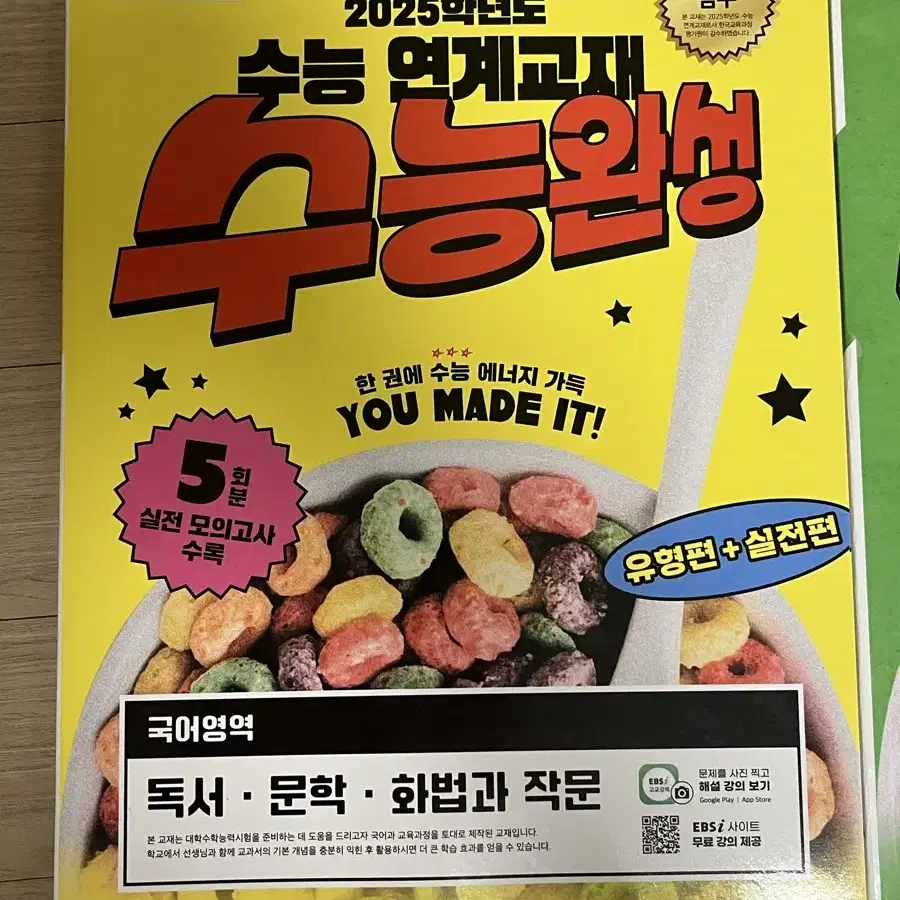 2025학년도
수능 연계교재
수능완성
감수
본 교재는 2025학년도 수능
연계교재로서 한국교육과정
평가원이 감수하였습니다.
한 권에 수능 에너지 가득
YOU MADE IT!
5회분
실전 모의고사
수록
유형편 + 실전편
국어영역
독서 · 문학 · 화법과 작문
본 교재는 대학수학능력시험을 준비하는 데 도움을 드리고자 국어과 교육과정을 토대로 제작된 교재입니다.
학교에서 선생님과 함께 교과서의 기본 개념을 충분히 익힌 후 활용하시면 더 큰 학습 효과를 얻을 수 있습니다.
EBSi
고교강의
문제를 사진 찍고
해설 강의 보기
Google Play | App Store
EBSi 사이트
무료 강의 제공